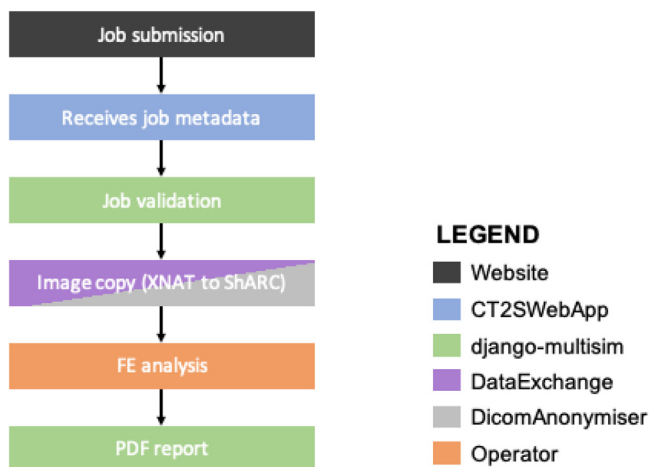 Job submission
Receives job metadata
Job validation
Image copy (XNAT to ShARC)
FE analysis
PDF report
LEGEND
Website
CT2SWebApp
django-multisim
DataExchange
DicomAnonymiser
Operator